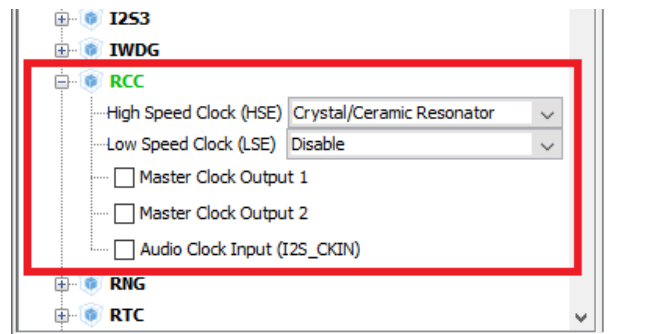 I2S3
IWDG
RCC
High Speed Clock (HSE) Crystal/Ceramic Resonator
Low Speed Clock (LSE) Disable
Master Clock Output 1
Master Clock Output 2
Audio Clock Input (I2S_CKIN)
RNG
RTC